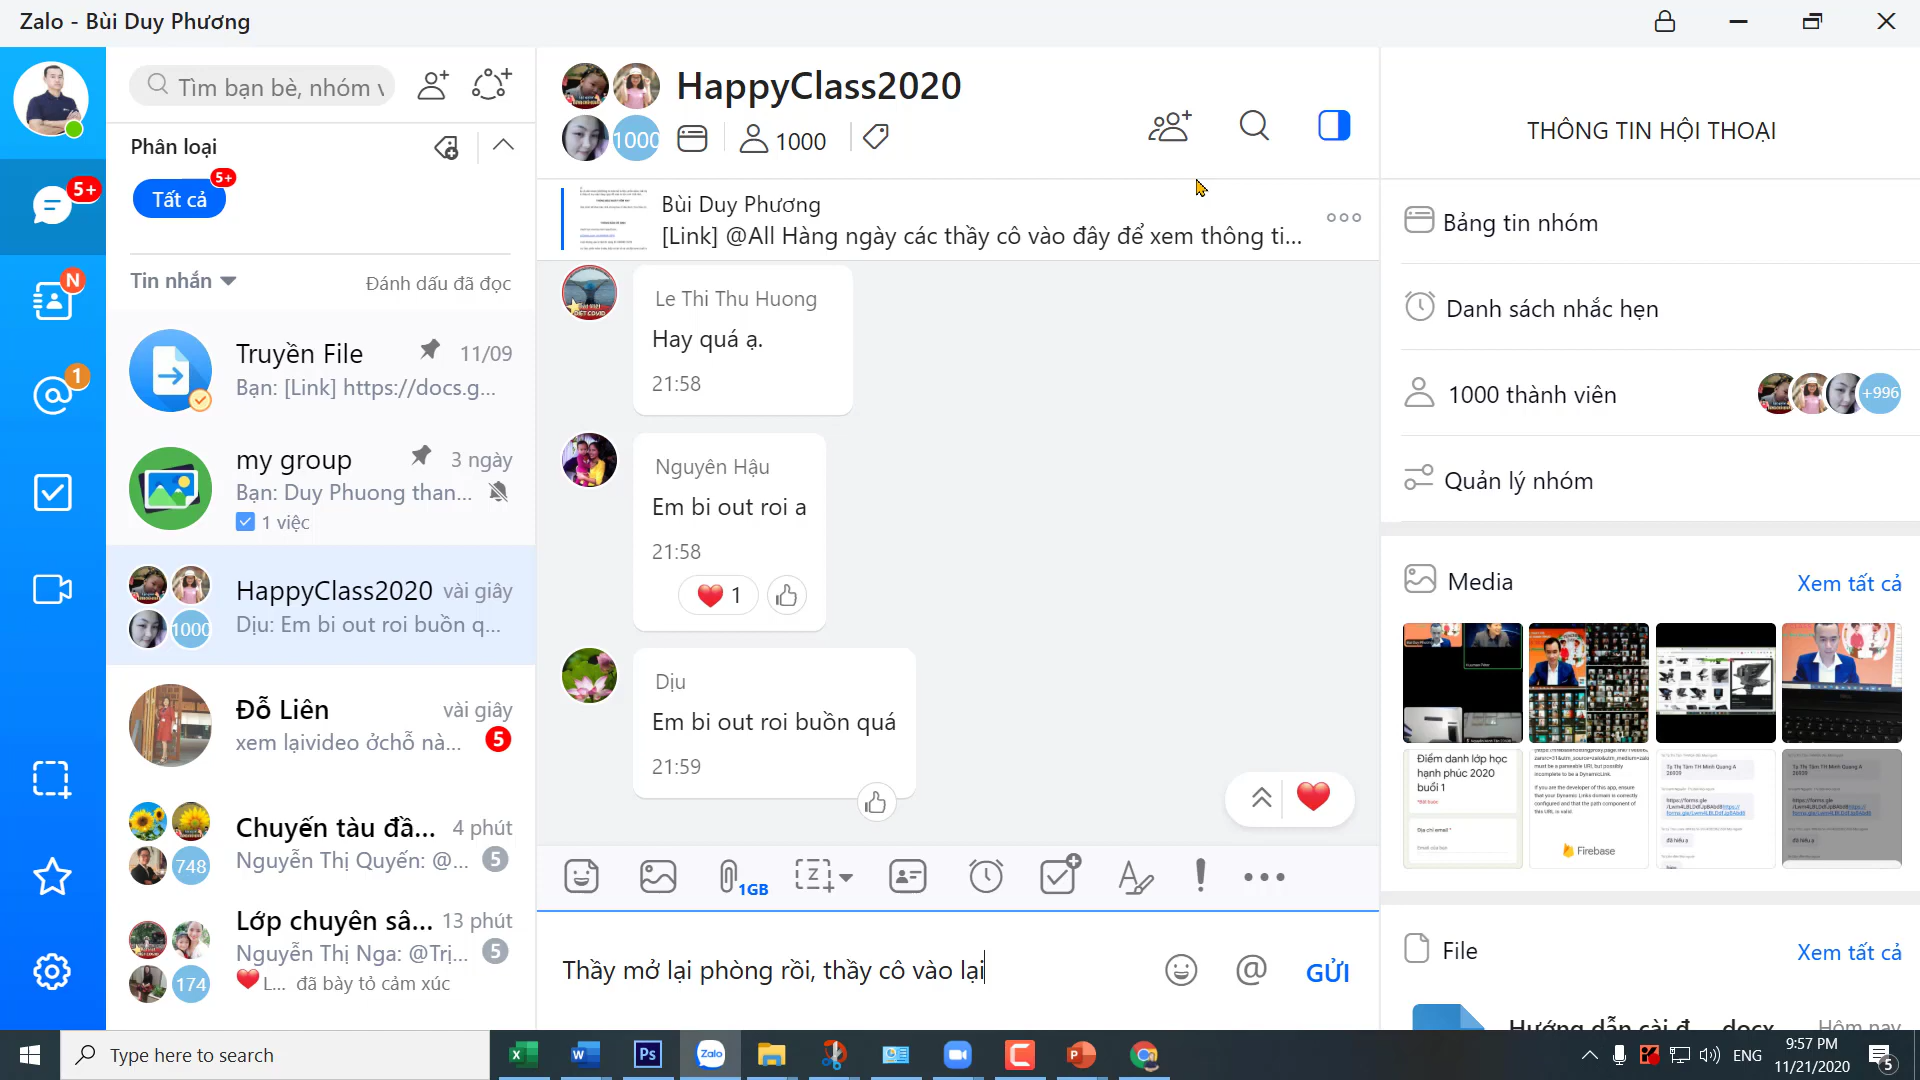 Zalo - Bùi Duy Phương
Tìm bạn bè, nhóm v
Phân loại
5+
Tất cả
5+
N
1
Tin nhắn
Đánh dấu đã đọc
Truyền File
11/09
Bạn: [Link] https://docs.g...
my group
3 ngày
Bạn: Duy Phuong than...
1 việc
HappyClass2020
vài giây
1000
Dịu: Em bi out roi buồn q...
Đỗ Liên
vài giây
xem lạivideo ởchỗ nà...
5
Chuyến tàu đầ...
4 phút
748
Nguyễn Thị Quyến: @...
5
Lớp chuyên sâ...
13 phút
Nguyễn Thị Nga: @Trị...
5
174
L... đã bày tỏ cảm xúc
HappyClass2020
1000
1000
Bùi Duy Phương
[Link] @All Hàng ngày các thầy cô vào đây để xem thông ti...
Le Thi Thu Huong
Hay quá ạ.
21:58
Nguyên Hậu
Em bi out roi a
21:58
1
Dịu
Em bi out roi buồn quá
21:59
1GB
Thầy mở lại phòng rồi, thầy cô vào lại
@
GỬI
THÔNG TIN HỘI THOẠI
Bảng tin nhóm
Danh sách nhắc hẹn
1000 thành viên
+996
Quản lý nhóm
Media
Xem tất cả
Điểm danh lớp học
hạnh phúc 2020
buổi 1
Firebase
File
Xem tất cả
Hướng dẫn cài đ... .docx
Hôm nay
Type here to search
Ps
Zalo
ENG
9:57 PM
11/21/2020
5